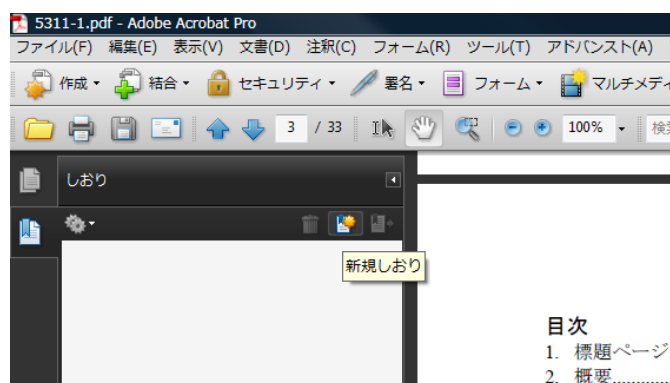 5311-1.pdf - Adobe Acrobat Pro
ファイル(F) 編集(E) 表示(V) 文書(D) 注釈(C) フォーム(R) ツール(T) アドバンスト(A)
作成 結合 セキュリティ 署名 フォーム マルチメディ
3 / 33 100% 検索
しおり
新規しおり
目次
1. 標題ページ
2. 概要............